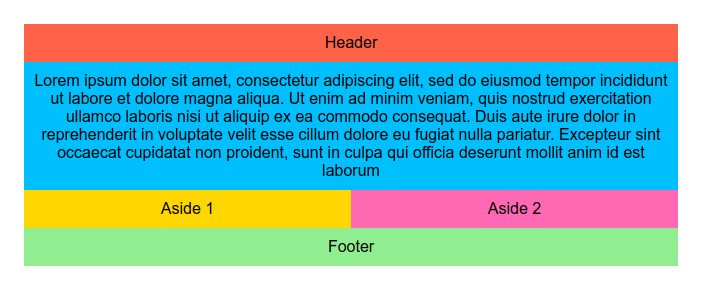 Header
Lorem ipsum dolor sit amet, consectetur adipiscing elit, sed do eiusmod tempor incididunt
ut labore et dolore magna aliqua. Ut enim ad minim veniam, quis nostrud exercitation
ullamco laboris nisi ut aliquip ex ea commodo consequat. Duis aute irure dolor in
reprehenderit in voluptate velit esse cillum dolore eu fugiat nulla pariatur. Excepteur sint
occaecat cupidatat non proident, sunt in culpa qui officia deserunt mollit anim id est
laborum
Aside 1
Aside 2
Footer